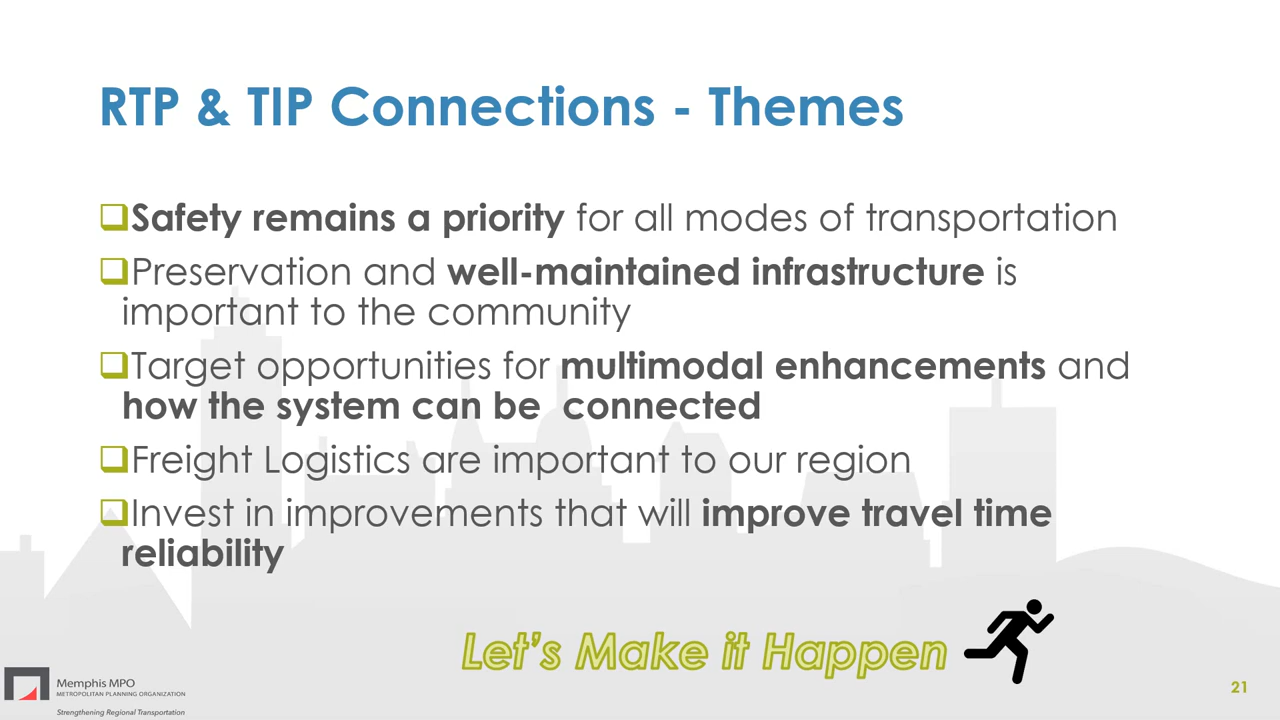 RTP & TIP Connections - Themes
Safety remains a priority for all modes of transportation
Preservation and well-maintained infrastructure is
important to the community
Target opportunities for multimodal enhancements and
how the system can be connected
Freight Logistics are important to our region
Invest in improvements that will improve travel time
reliability
Let's Make it Happen
Memphis MPO
METROPOLITAN PLANNING ORGANIZATION
Strengthening Regional Transportation
21